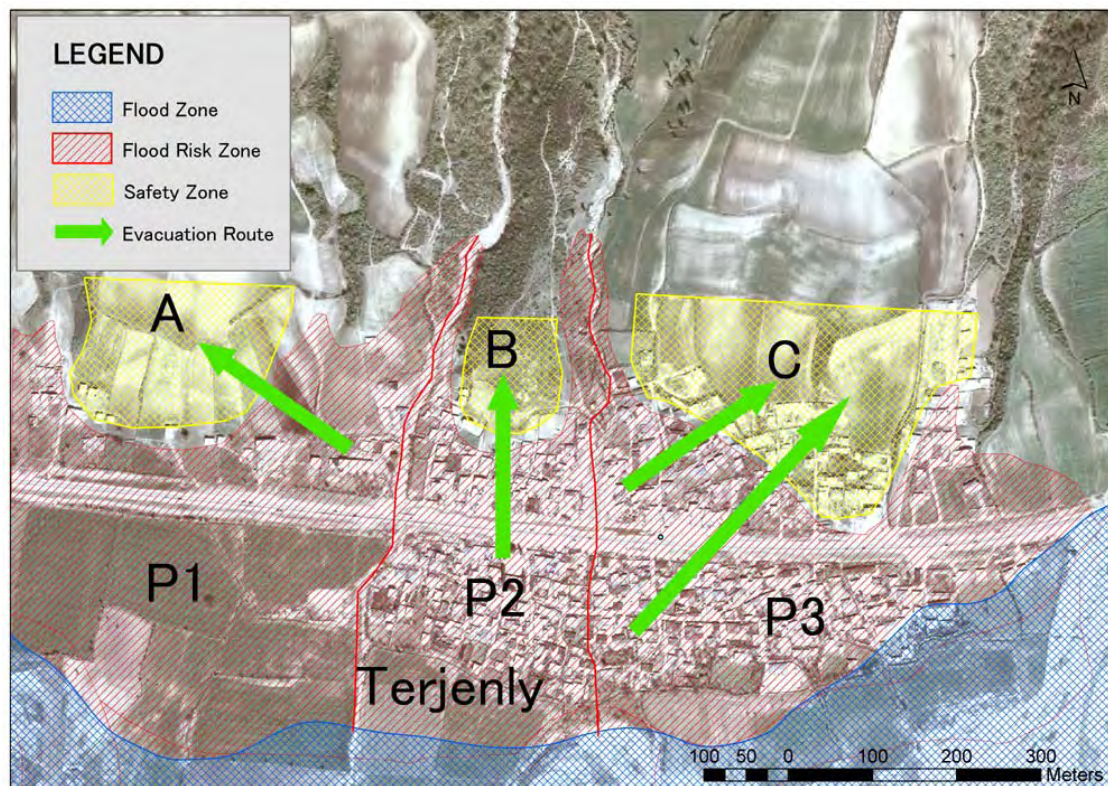 LEGEND
Flood Zone
Flood Risk Zone
Safety Zone
Evacuation Route
N
A
B
C
P1
P2
P3
Terjenly
100 50 0 100 200 300
Meters